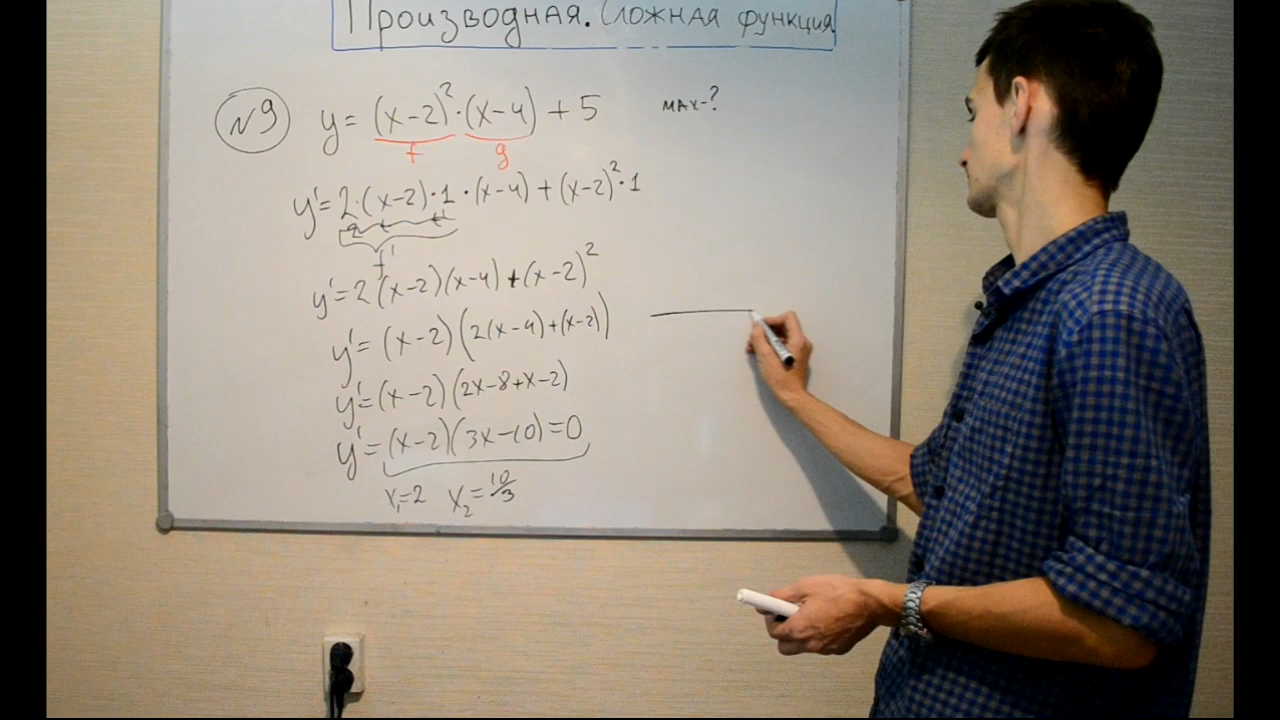 Производная. Сложная функция
№9 y = (x-2)²·(x-4) + 5 мах-?
f g
y'= 2·(x-2)·1·(x-4) + (x-2)²·1
f'
y'= 2(x-2)(x-4) + (x-2)²
y'= (x-2)(2(x-4)+(x-2))
y'= (x-2)(2x-8+x-2)
y'= (x-2)(3x-10)=0
x₁=2 x₂=10/3